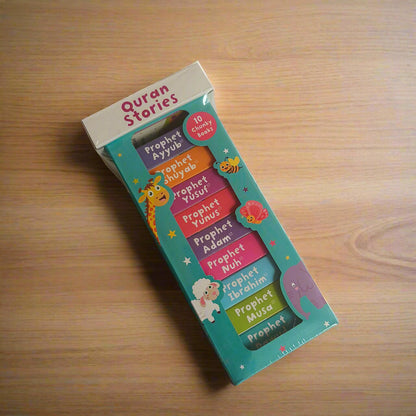 Quran
Stories
10
Chunky
Books
Prophet
Ayyub
Prophet
Shuyab
Prophet
Yusuf
Prophet
Yunus
Prophet
Adam
Prophet
Nuh
Prophet
Ibrahim
Prophet
Musa
Prophet